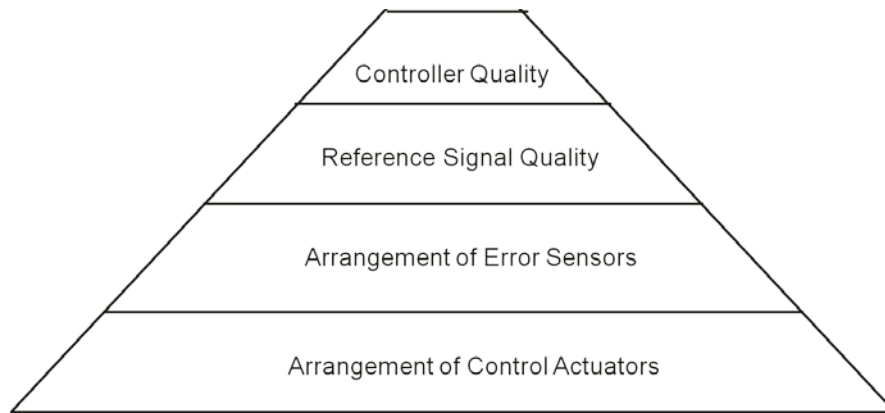 Controller Quality
Reference Signal Quality
Arrangement of Error Sensors
Arrangement of Control Actuators